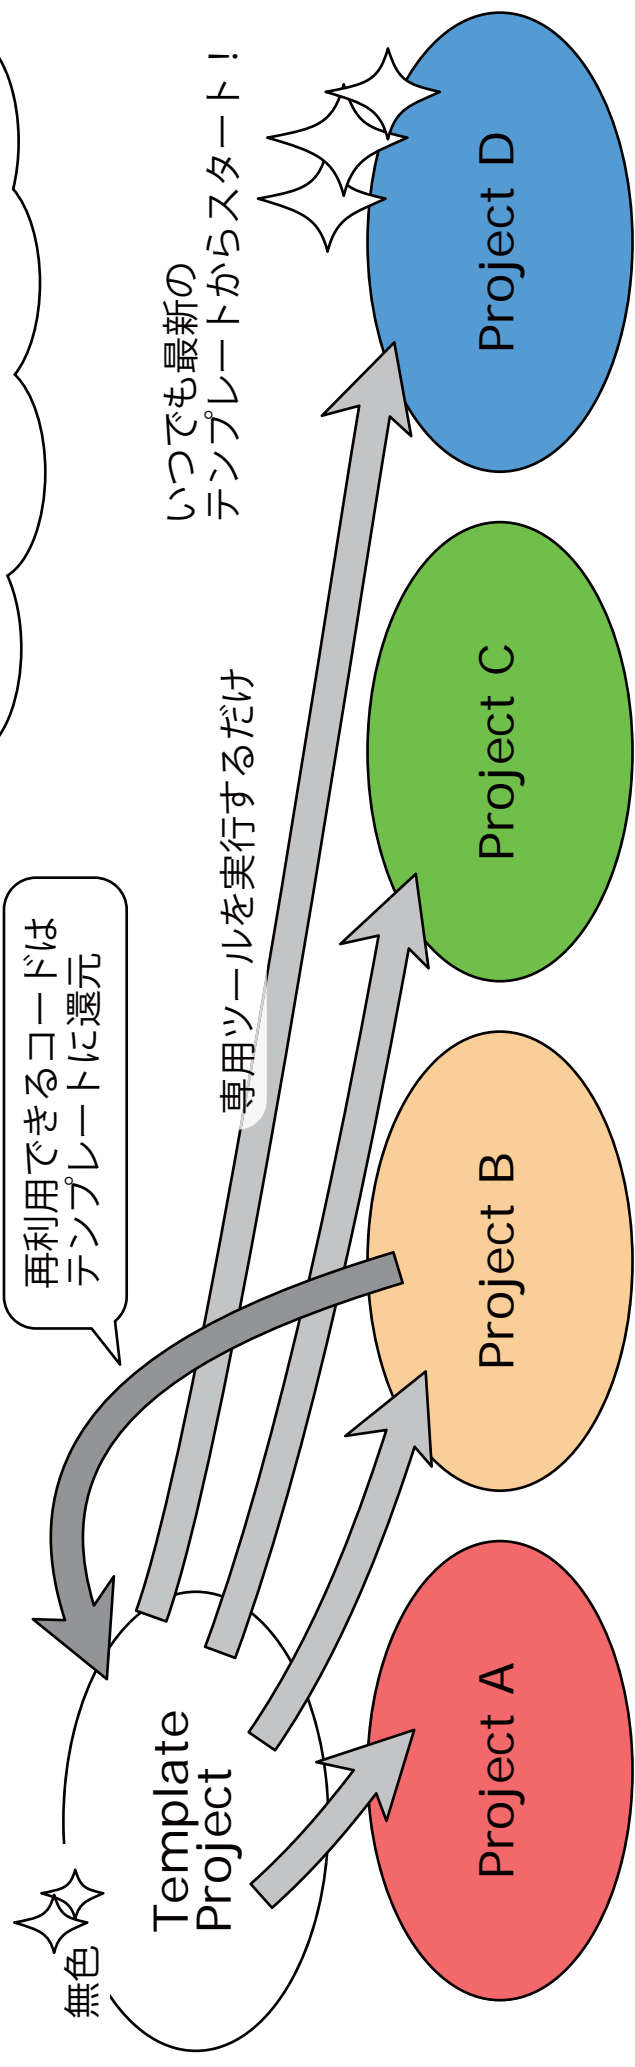 再利用できるコードは
テンプレートに還元
いつでも最新の
テンプレートからスタート！
専用ツールを実行するだけ
無色
Template
Project
Project A
Project B
Project C
Project D